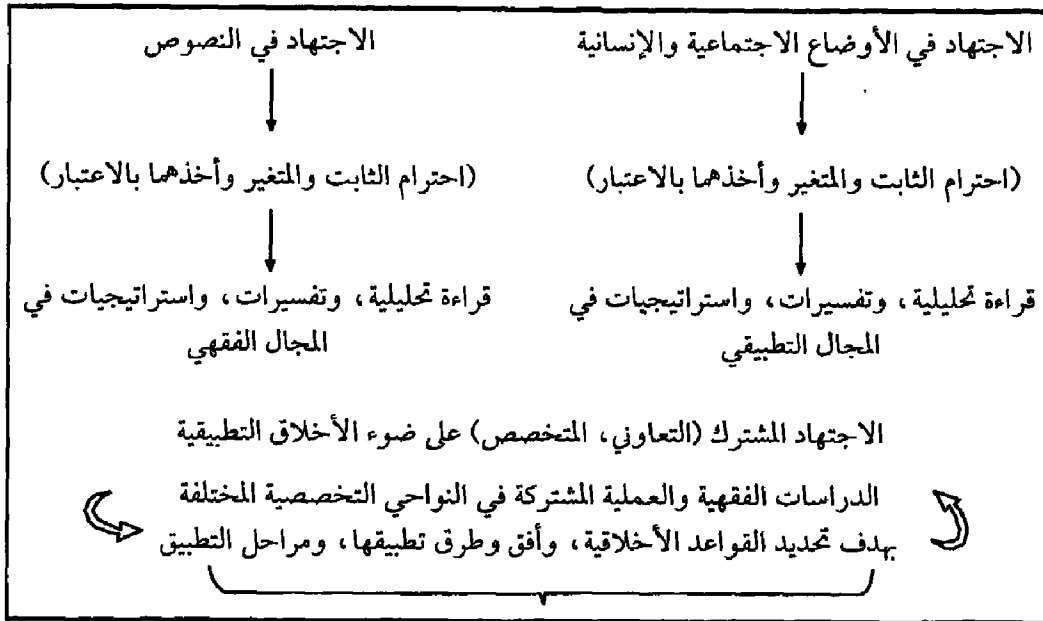 الاجتهاد في الأوضاع الاجتماعية والإنسانية
الاجتهاد في النصوص
(احترام الثابت والمتغير وأخذهما بالاعتبار)
(احترام الثابت والمتغير وأخذهما بالاعتبار)
قراءة تحليلية، وتفسيرات، واستراتيجيات في
المجال التطبيقي
قراءة تحليلية، وتفسيرات، واستراتيجيات في
المجال الفقهي
الاجتهاد المشترك (التعاوني، المتخصص) على ضوء الأخلاق التطبيقية
الدراسات الفقهية والعملية المشتركة في النواحي التخصصية المختلفة
بهدف تحديد القواعد الأخلاقية، وأفق وطرق تطبيقها، ومراحل التطبيق